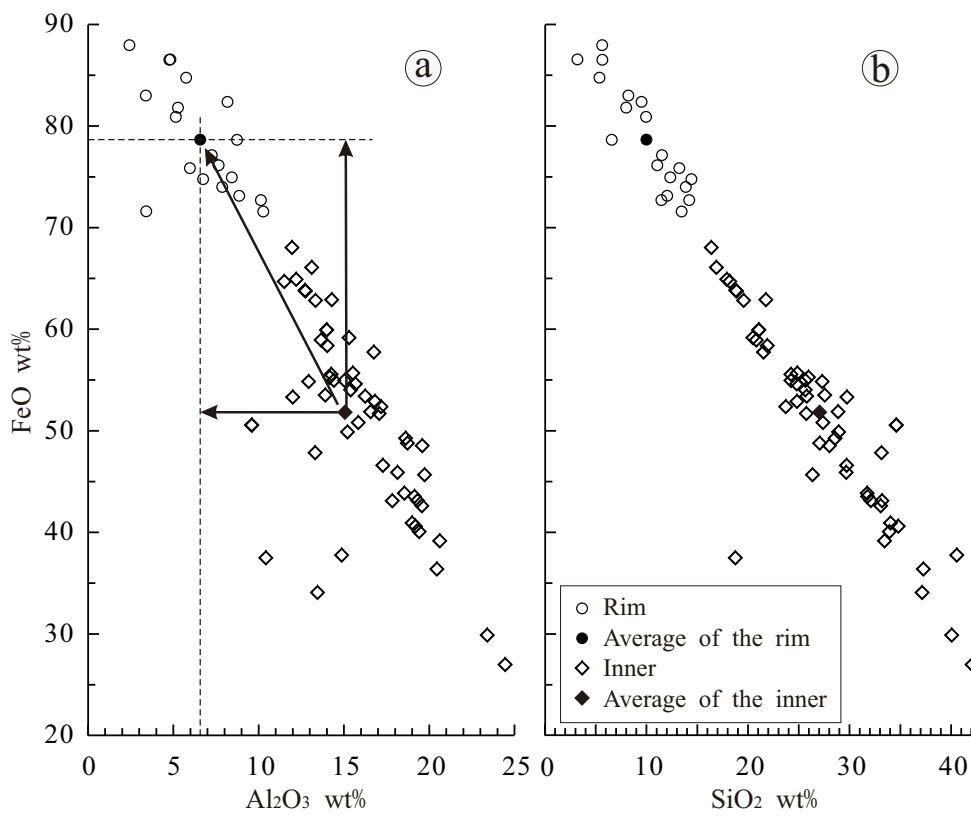 90
80
70
60
50
40
30
20
FeO wt%
a
0 5 10 15 20 25
Al2O3 wt%
b
Rim
Average of the rim
Inner
Average of the inner
0 10 20 30 40
SiO2 wt%